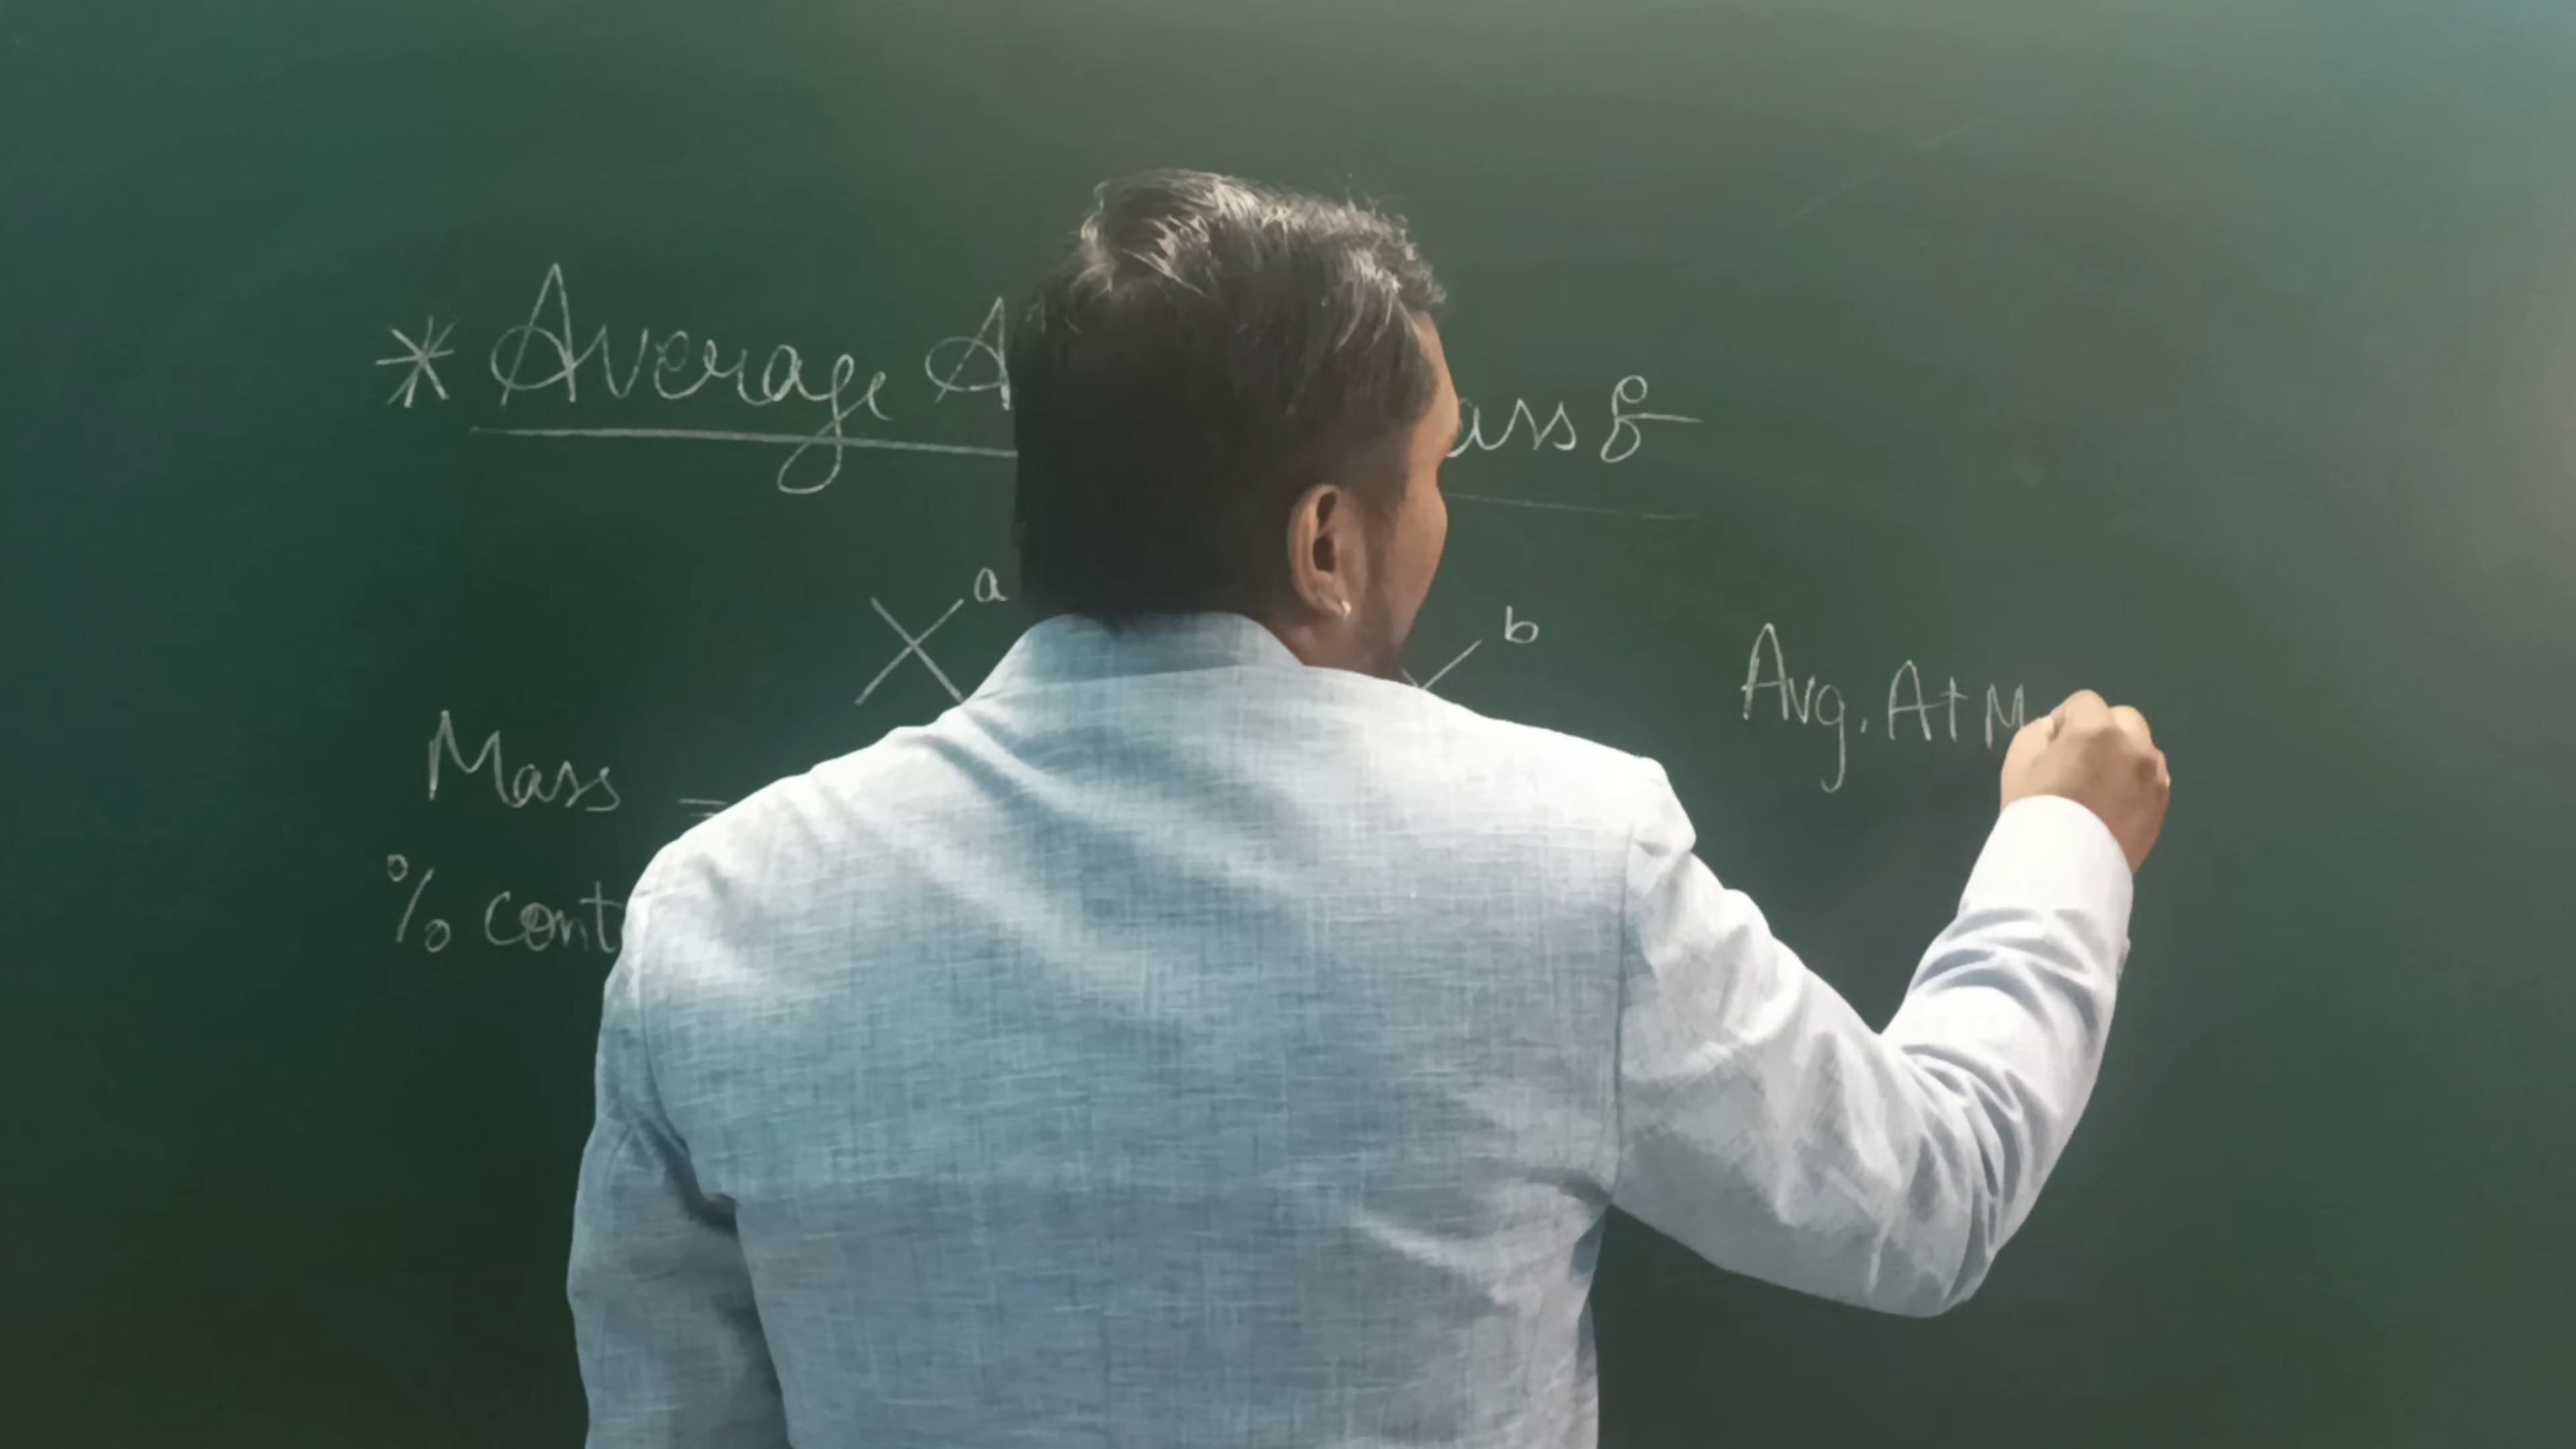 * Average A ass
X a b
Avg. At M
Mass =
% cont